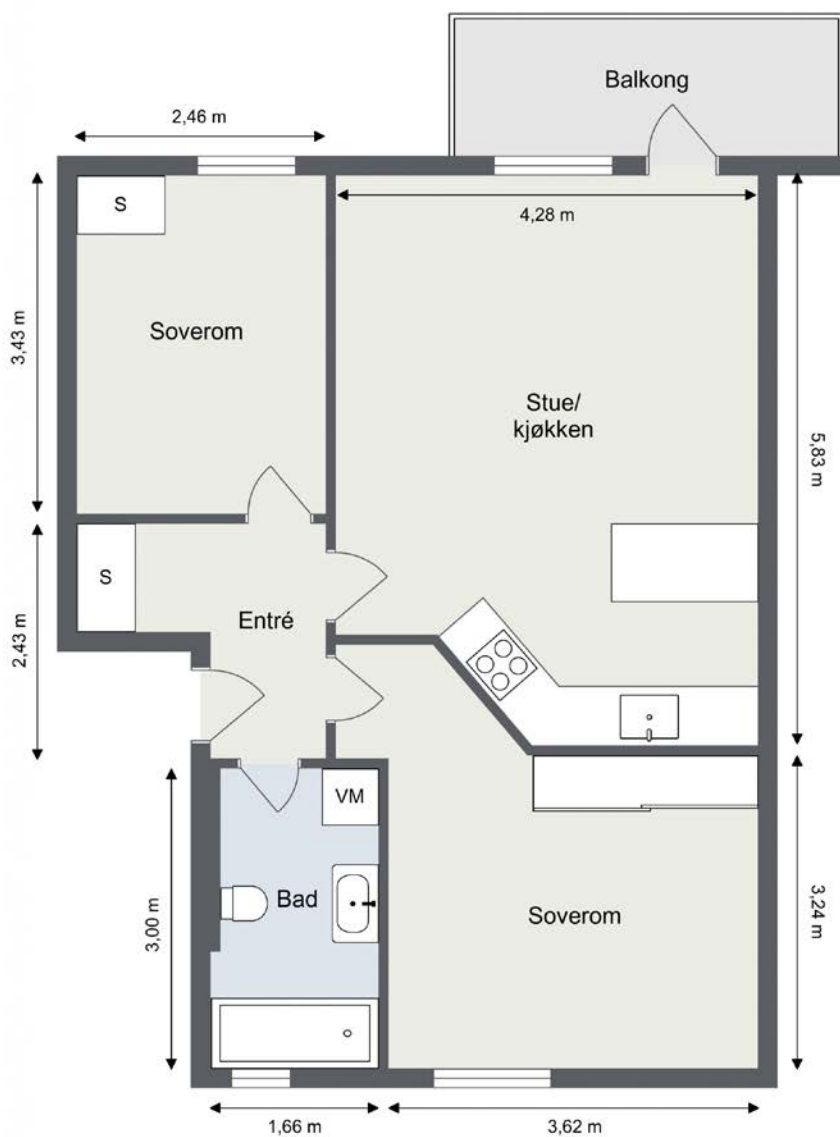 Balkong
2,46 m
S
4,28 m
Soverom
3,43 m
Stue/
kjøkken
5,83 m
S
Entré
2,43 m
VM
Bad
3,00 m
Soverom
3,24 m
1,66 m
3,62 m